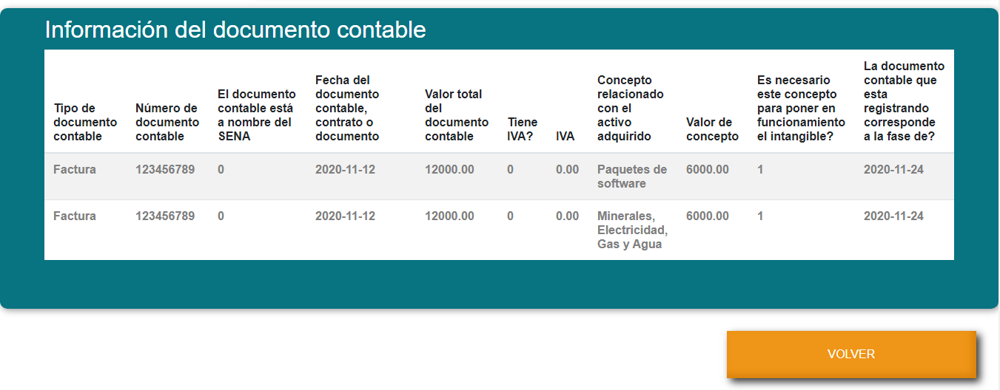 Información del documento contable
Tipo de documento contable
Número de documento contable
El documento contable está a nombre del SENA
Fecha del documento contable, contrato o documento
Valor total del documento contable
Tiene IVA?
IVA
Concepto relacionado con el activo adquirido
Valor de concepto
Es necesario este concepto para poner en funcionamiento el intangible?
La documento contable que esta registrando corresponde a la fase de?
Factura 123456789 0 2020-11-12 12000.00 0 0.00 Paquetes de software 6000.00 1 2020-11-24
Factura 123456789 0 2020-11-12 12000.00 0 0.00 Minerales, Electricidad, Gas y Agua 6000.00 1 2020-11-24
VOLVER